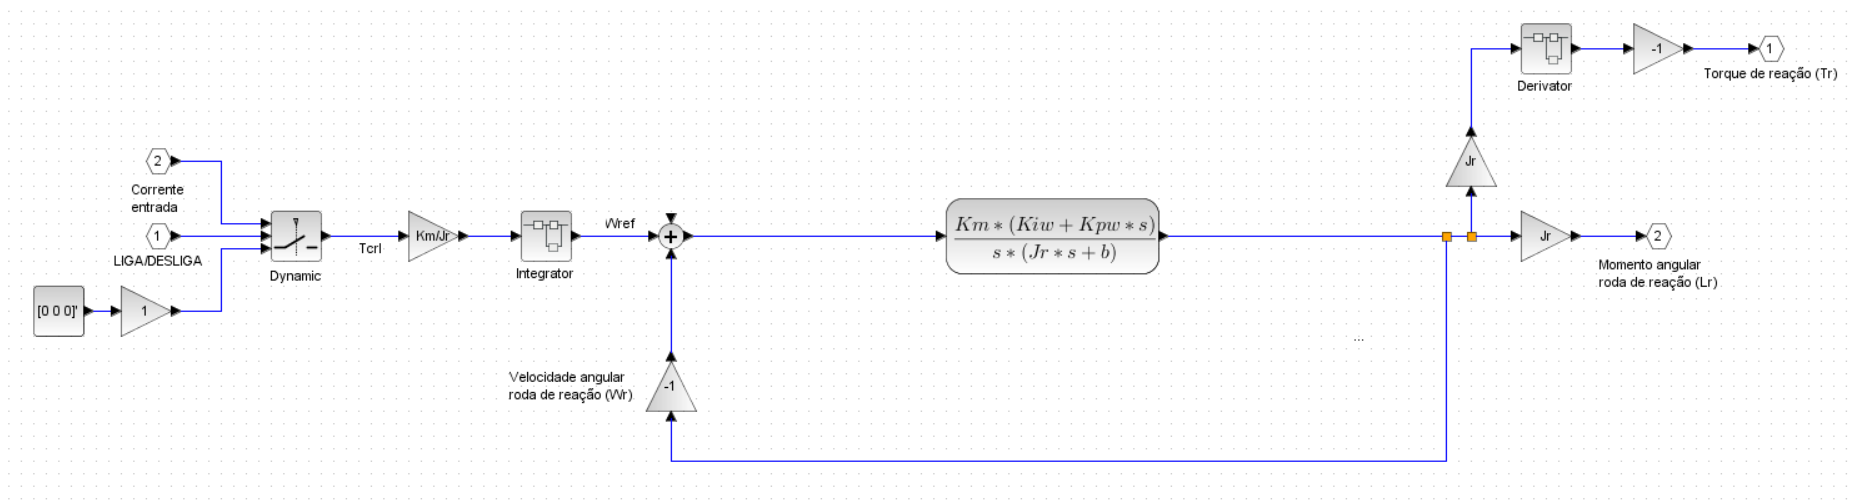 Derivator
-1
1
Torque de reação (Tr)
2
Corrente
entrada
1
LIGA/DESLIGA
Dynamic
[0 0 0]'
1
Tcrl
Km/Jr
Integrator
Wref
Km * (Kiw + Kpw * s)
s * (Jr * s + b)
Jr
Jr
2
Momento angular
roda de reação (Lr)
...
Velocidade angular
roda de reação (Wr)
-1